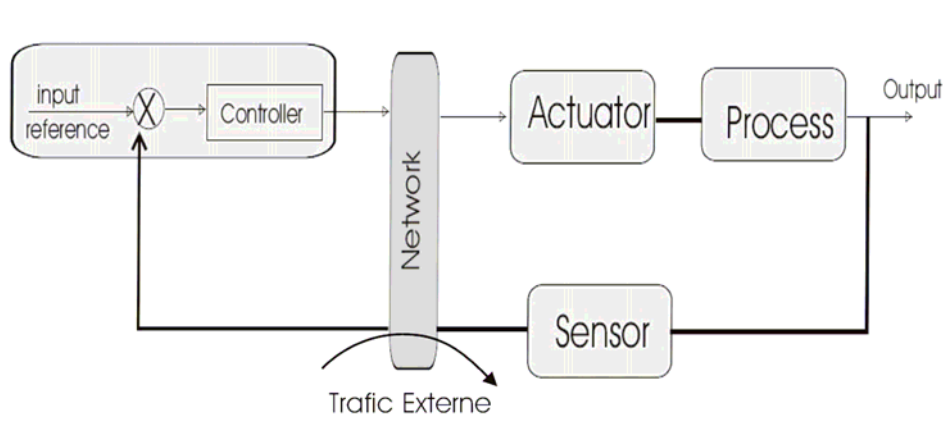 input
reference
X
Controller
Network
Actuator
Process
Output
Sensor
Trafic Externe